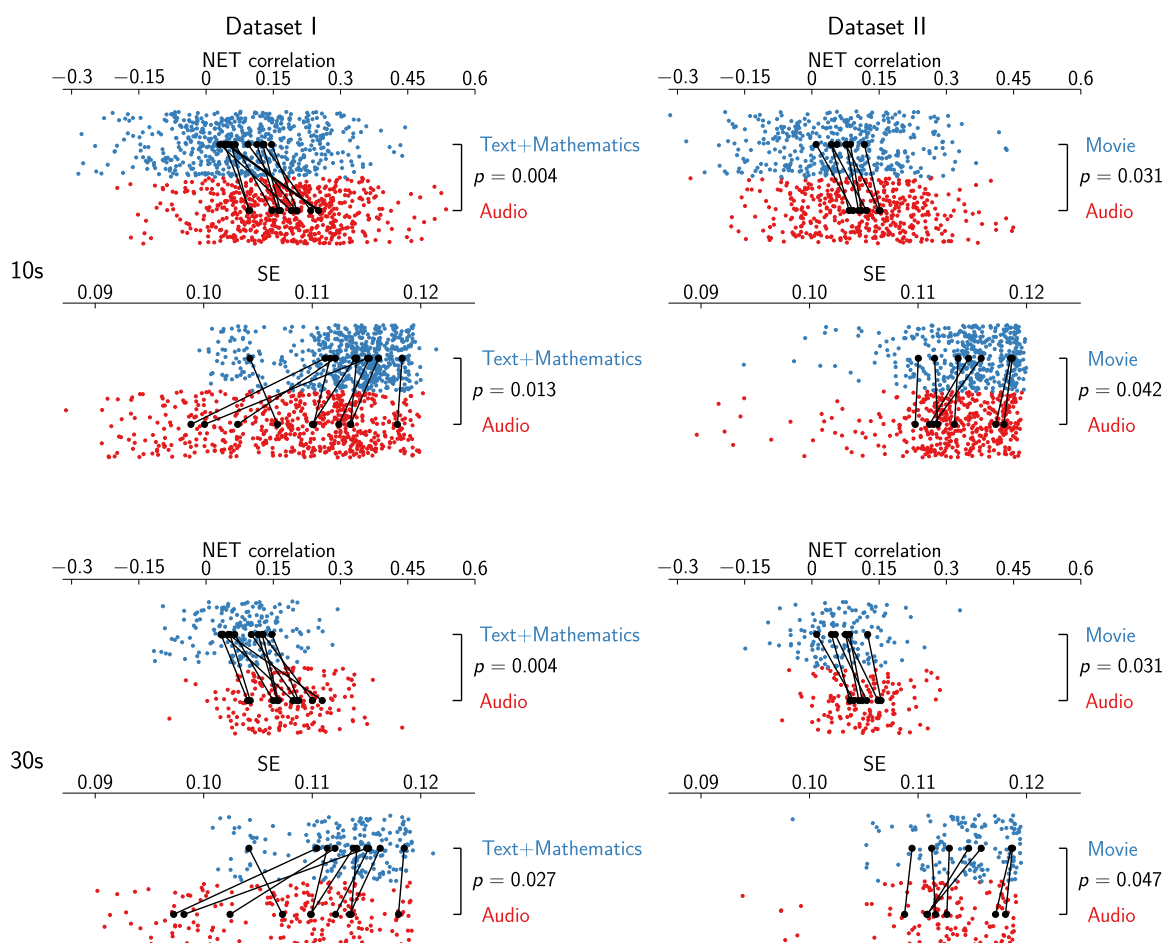 Dataset I
Dataset II
NET correlation
NET correlation
−0.3 −0.15 0 0.15 0.3 0.45 0.6
−0.3 −0.15 0 0.15 0.3 0.45 0.6
Text+Mathematics
p = 0.004
Audio
Movie
p = 0.031
Audio
10s
SE
SE
0.09 0.10 0.11 0.12
0.09 0.10 0.11 0.12
Text+Mathematics
p = 0.013
Audio
Movie
p = 0.042
Audio
NET correlation
NET correlation
−0.3 −0.15 0 0.15 0.3 0.45 0.6
−0.3 −0.15 0 0.15 0.3 0.45 0.6
Text+Mathematics
p = 0.004
Audio
Movie
p = 0.031
Audio
30s
SE
SE
0.09 0.10 0.11 0.12
0.09 0.10 0.11 0.12
Text+Mathematics
p = 0.027
Audio
Movie
p = 0.047
Audio